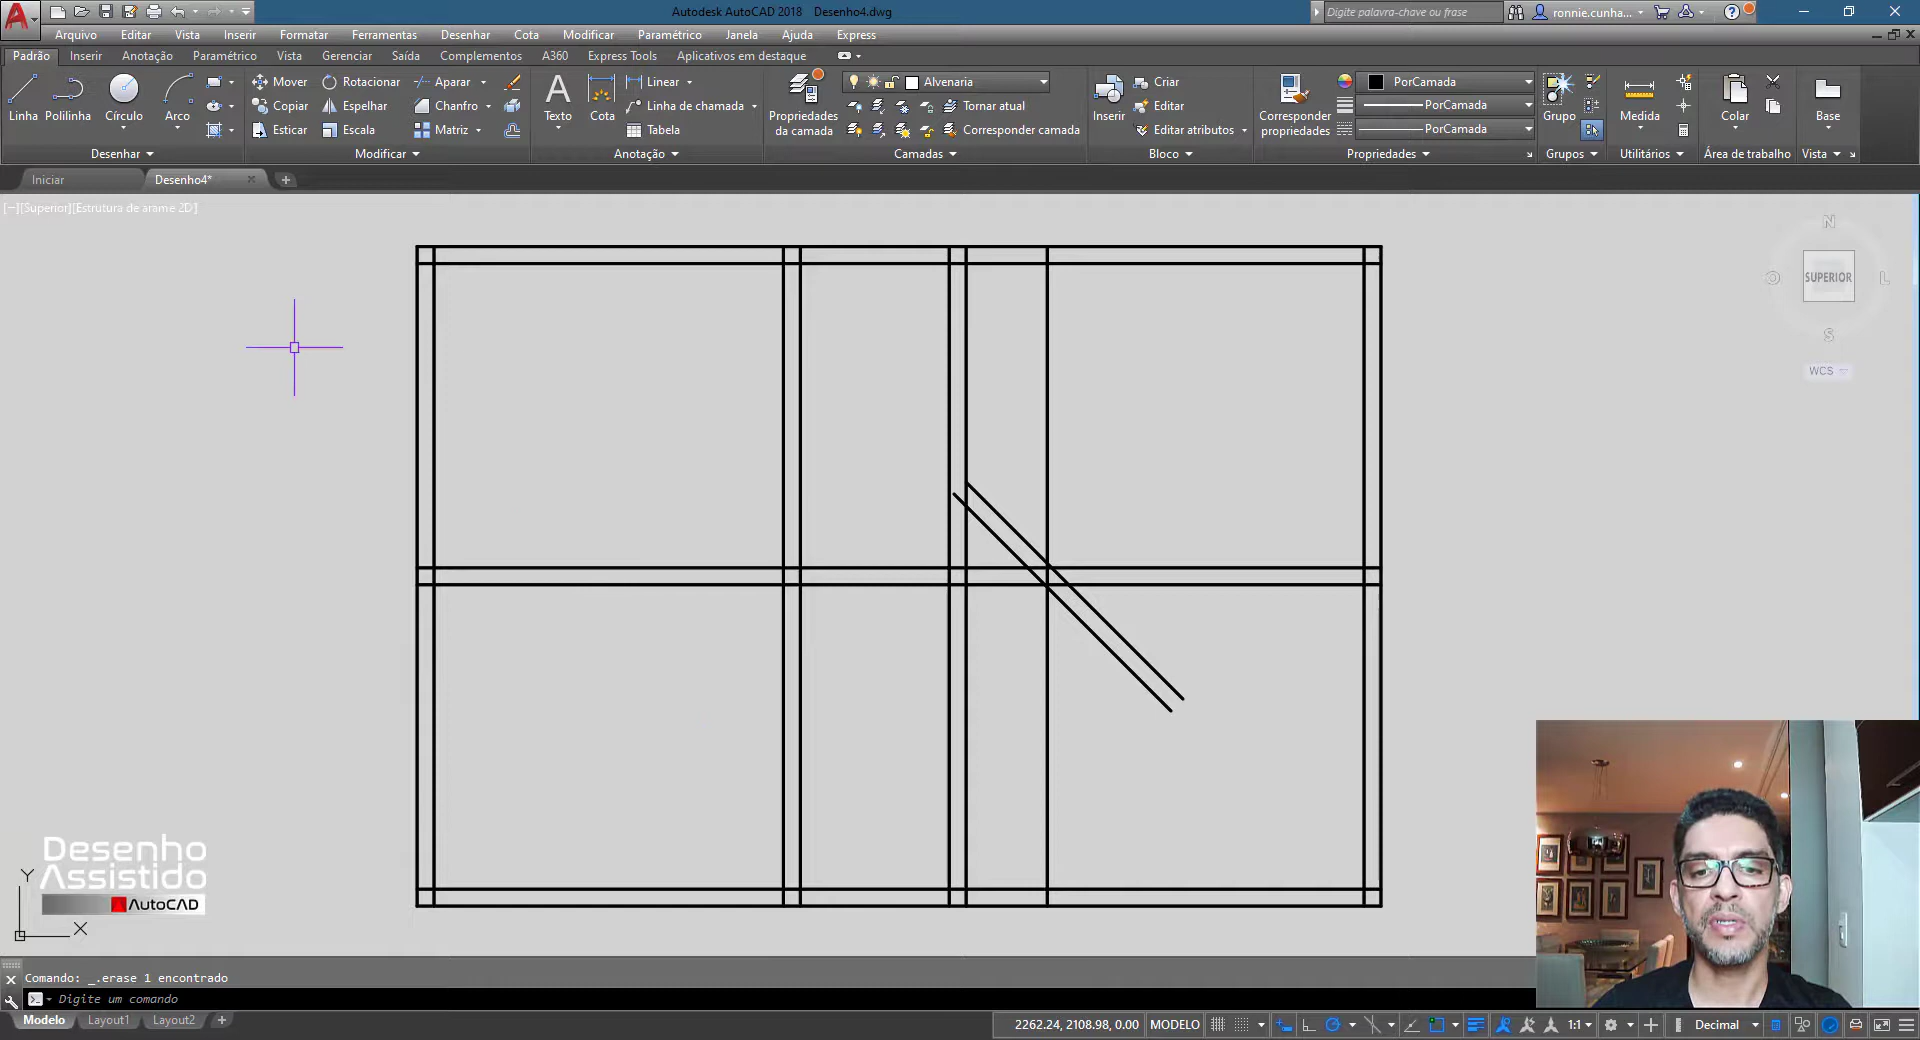 Autodesk AutoCAD 2018 Desenho4.dwg
Digite palavra-chave ou frase
ronnie.cunha...
Arquivo Editar Vista Inserir Formatar Ferramentas Desenhar Cota Modificar Paramétrico Janela Ajuda Express
Padrão Inserir Anotação Paramétrico Vista Gerenciar Saída Complementos A360 Express Tools Aplicativos em destaque
Linha Polilinha Círculo Arco
Mover Rotacionar Aparar
Copiar Espelhar Chanfro
Esticar Escala Matriz
Texto Cota
Linear
Linha de chamada
Tabela
Propriedades da camada
Alvenaria
Tornar atual
Corresponder camada
Inserir
Criar
Editar
Editar atributos
Corresponder propriedades
PorCamada
PorCamada
PorCamada
Grupo Medida Colar Base
Desenhar Modificar Anotação Camadas Bloco Propriedades Grupos Utilitários Área de trabalho Vista
Iniciar Desenho4*
[−][Superior][Estrutura de arame 2D]
N
O SUPERIOR L
S
WCS
Desenho
Assistido
AutoCAD
Y
X
Comando: _.erase 1 encontrado
Digite um comando
Modelo Layout1 Layout2
2262.24, 2108.98, 0.00 MODELO 1:1 Decimal